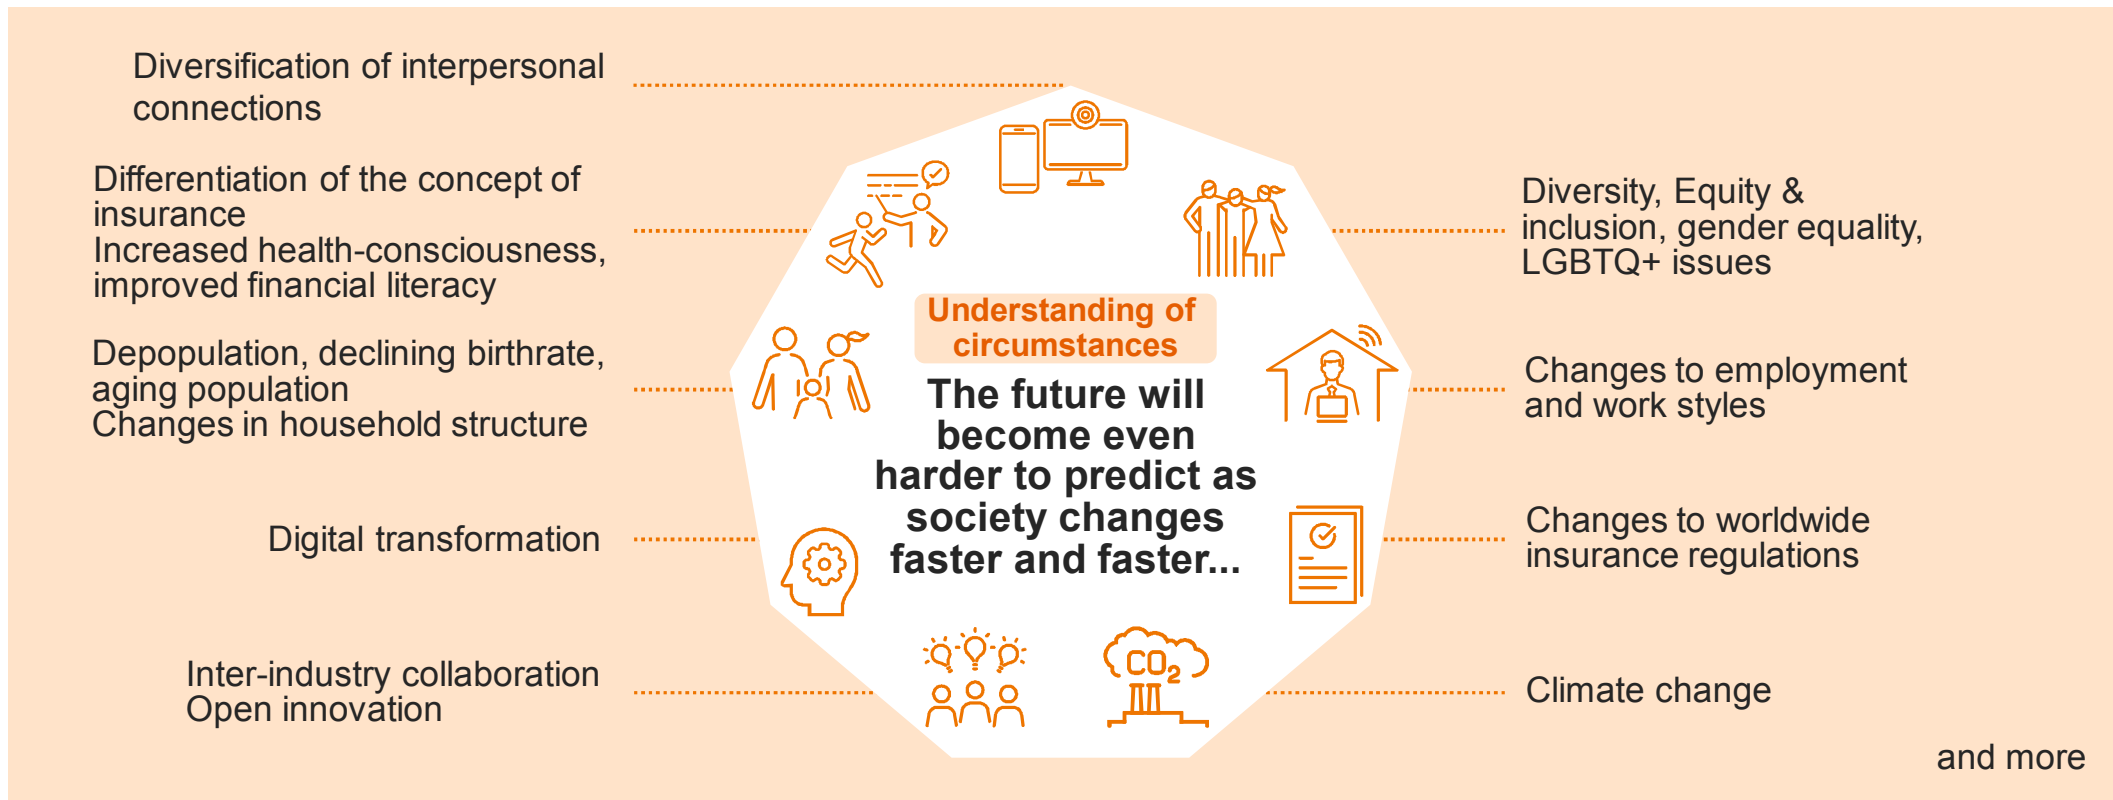 Diversification of interpersonal
connections
Differentiation of the concept of
insurance
Increased health-consciousness,
improved financial literacy
Depopulation, declining birthrate,
aging population
Changes in household structure
Digital transformation
Inter-industry collaboration
Open innovation
Understanding of
circumstances
The future will
become even
harder to predict as
society changes
faster and faster...
CO2
Diversity, Equity &
inclusion, gender equality,
LGBTQ+ issues
Changes to employment
and work styles
Changes to worldwide
insurance regulations
Climate change
and more